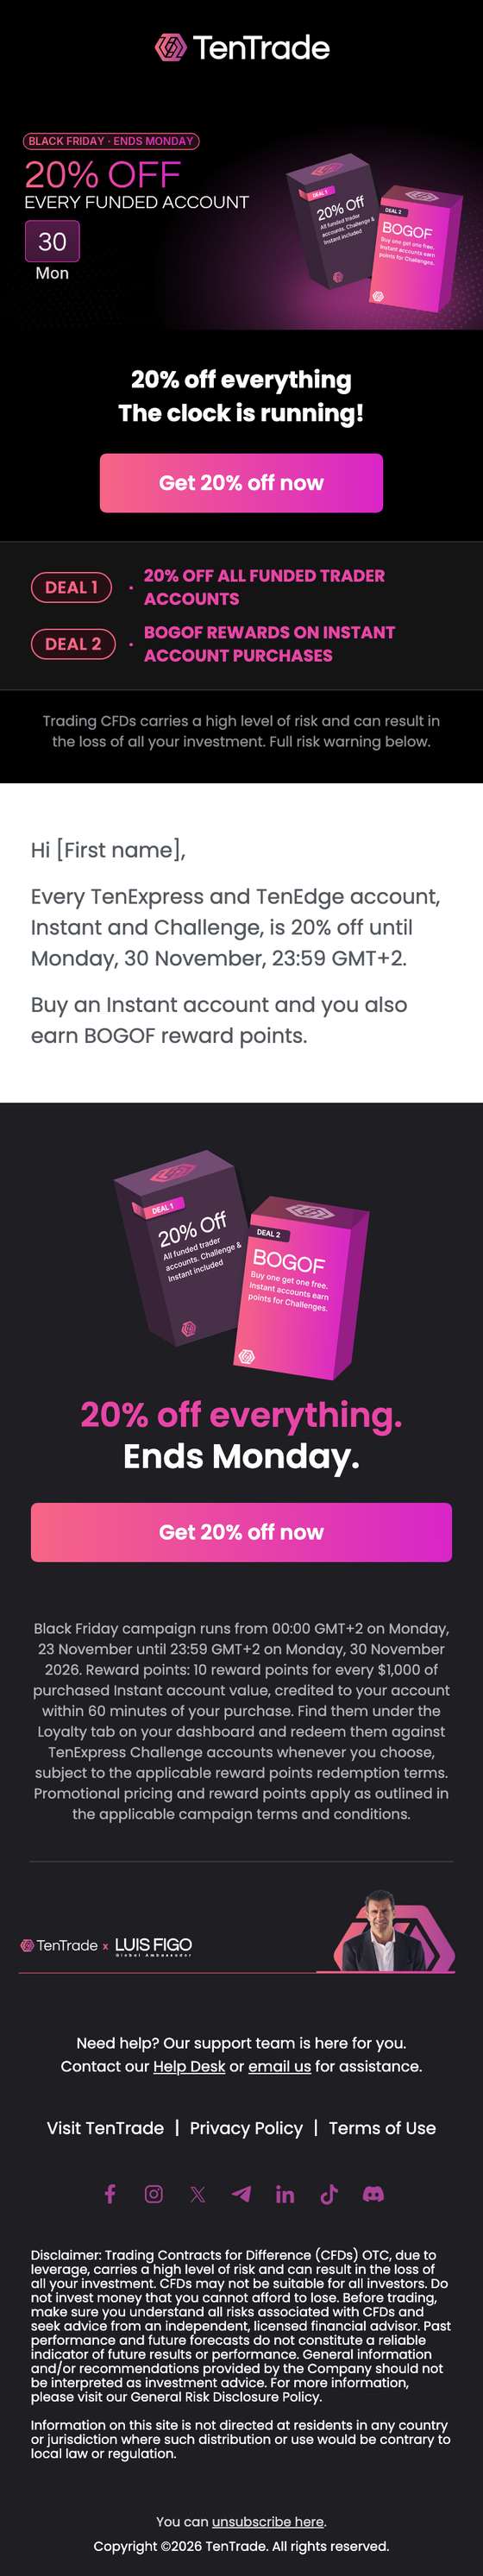 TenTrade
BLACK FRIDAY · ENDS MONDAY
20% OFF
EVERY FUNDED ACCOUNT
30
Mon
DEAL 1
20% Off
All funded trader
accounts. Challenge &
Instant included
DEAL 2
BOGOF
Buy one get one free.
Instant accounts earn
points for Challenges.
20% off everything
The clock is running!
Get 20% off now
DEAL 1 · 20% OFF ALL FUNDED TRADER
ACCOUNTS
DEAL 2 · BOGOF REWARDS ON INSTANT
ACCOUNT PURCHASES
Trading CFDs carries a high level of risk and can result in
the loss of all your investment. Full risk warning below.
Hi [First name],
Every TenExpress and TenEdge account,
Instant and Challenge, is 20% off until
Monday, 30 November, 23:59 GMT+2.
Buy an Instant account and you also
earn BOGOF reward points.
DEAL 1
20% Off
All funded trader
accounts. Challenge &
Instant included
DEAL 2
BOGOF
Buy one get one free.
Instant accounts earn
points for Challenges.
20% off everything.
Ends Monday.
Get 20% off now
Black Friday campaign runs from 00:00 GMT+2 on Monday,
23 November until 23:59 GMT+2 on Monday, 30 November
2026. Reward points: 10 reward points for every $1,000 of
purchased Instant account value, credited to your account
within 60 minutes of your purchase. Find them under the
Loyalty tab on your dashboard and redeem them against
TenExpress Challenge accounts whenever you choose,
subject to the applicable reward points redemption terms.
Promotional pricing and reward points apply as outlined in
the applicable campaign terms and conditions.
TenTrade x LUIS FIGO
Global Ambassador
Need help? Our support team is here for you.
Contact our Help Desk or email us for assistance.
Visit TenTrade | Privacy Policy | Terms of Use
Disclaimer: Trading Contracts for Difference (CFDs) OTC, due to
leverage, carries a high level of risk and can result in the loss of
all your investment. CFDs may not be suitable for all investors. Do
not invest money that you cannot afford to lose. Before trading,
make sure you understand all risks associated with CFDs and
seek advice from an independent, licensed financial advisor. Past
performance and future forecasts do not constitute a reliable
indicator of future results or performance. General information
and/or recommendations provided by the Company should not
be interpreted as investment advice. For more information,
please visit our General Risk Disclosure Policy.
Information on this site is not directed at residents in any country
or jurisdiction where such distribution or use would be contrary to
local law or regulation.
You can unsubscribe here.
Copyright ©2026 TenTrade. All rights reserved.